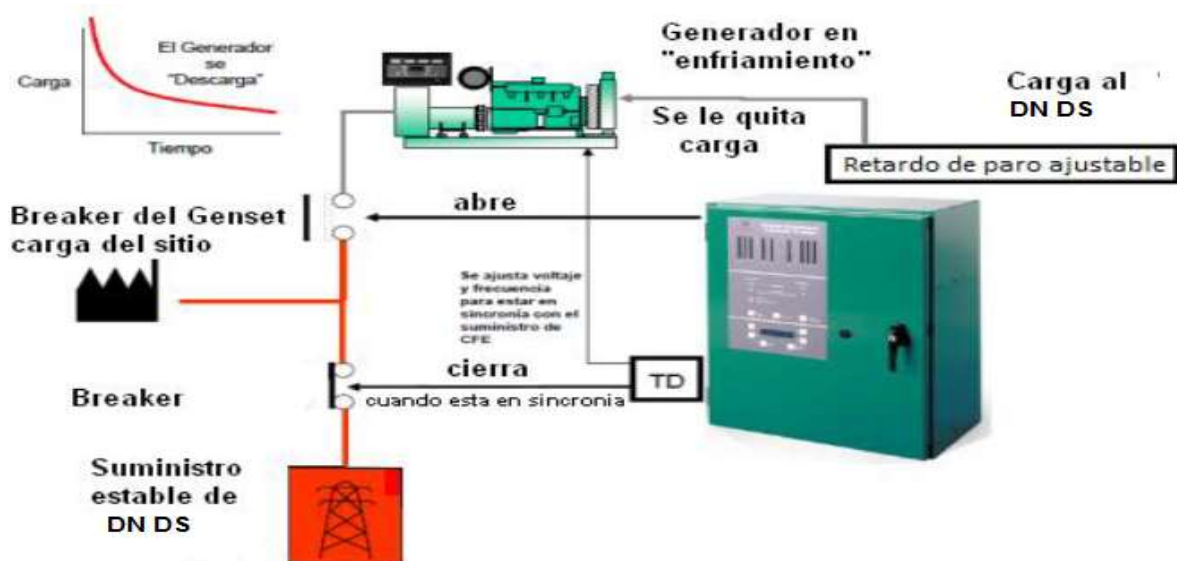 Carga
El Generador
se
"Descarga"
Tiempo
Generador en
"enfriamiento"
Se le quita
carga
Carga al
DN DS
Retardo de paro ajustable
Breaker del Genset
carga del sitio
abre
Se ajusta voltaje
y frecuencia
para estar en
sincronía con el
suministro de
CFE
cierra
TD
Breaker
cuando esta en sincronia
Suministro
estable de
DN DS